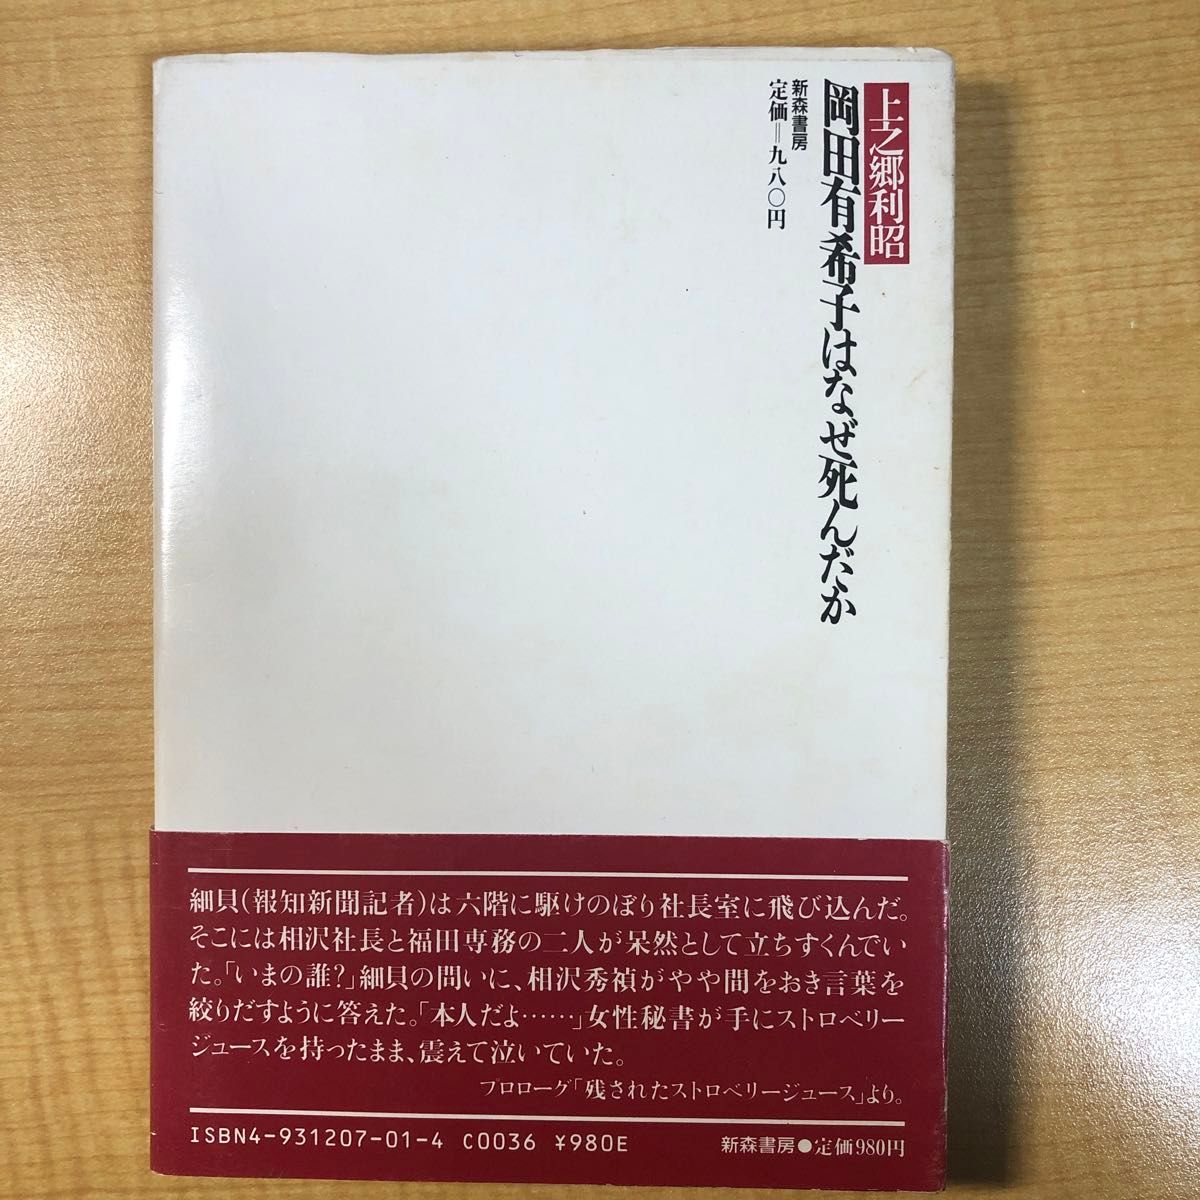 上之郷利昭
岡田有希子はなぜ死んだか
新森書房
定価=九八〇円
細貝(報知新聞記者)は六階に駆けのぼり社長室に飛び込んだ。
そこには相沢社長と福田専務の二人が呆然として立ちすくんでい
た。「いまの誰?」細貝の問いに、相沢秀禎がやや間をおき言葉を
絞りだすように答えた。「本人だよ……」女性秘書が手にストロベリー
ジュースを持ったまま、震えて泣いていた。
プロローグ「残されたストロベリージュース」より。
ISBN4-931207-01-4 C0036 ¥980E
新森書房●定価980円